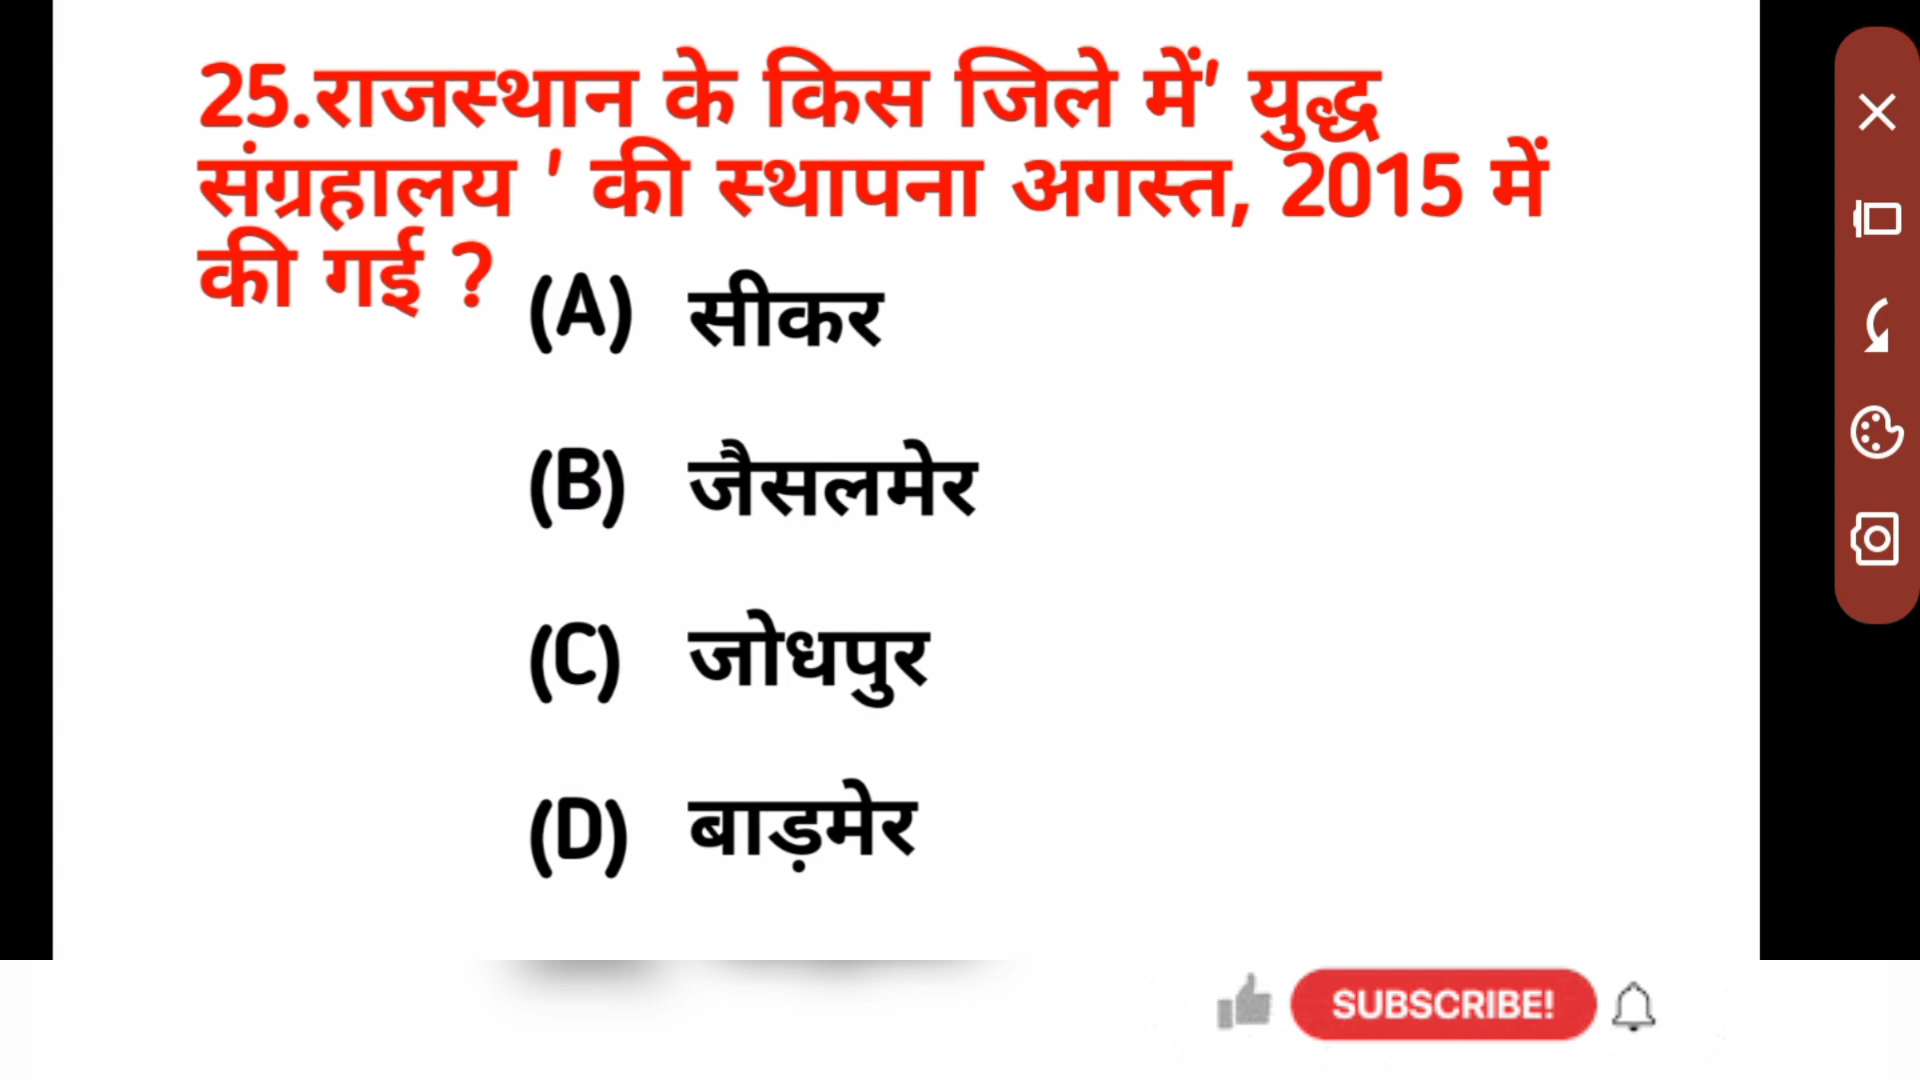 25.राजस्थान के किस जिले में' युद्ध
संग्रहालय ' की स्थापना अगस्त, 2015 में
की गई ?
(A) सीकर
(B) जैसलमेर
(C) जोधपुर
(D) बाड़मेर
SUBSCRIBE!